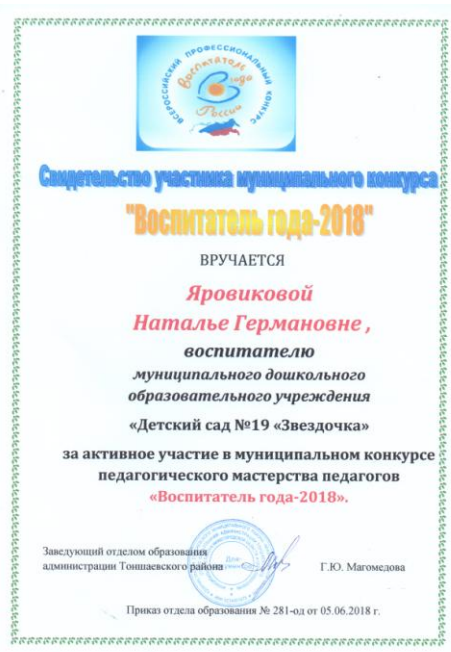 ВСЕРОССИЙСКИЙ ПРОФЕССИОНАЛЬНЫЙ КОНКУРС
Воспитатель
года
России
Свидетельство участника муниципального конкурса
"Воспитатель года-2018"
ВРУЧАЕТСЯ
Яровиковой
Наталье Германовне ,
воспитателю
муниципального дошкольного
образовательного учреждения
«Детский сад №19 «Звездочка»
за активное участие в муниципальном конкурсе
педагогического мастерства педагогов
«Воспитатель года-2018».
Заведующий отделом образования
администрации Тоншаевского района
Г.Ю. Магомедова
Приказ отдела образования № 281-од от 05.06.2018 г.